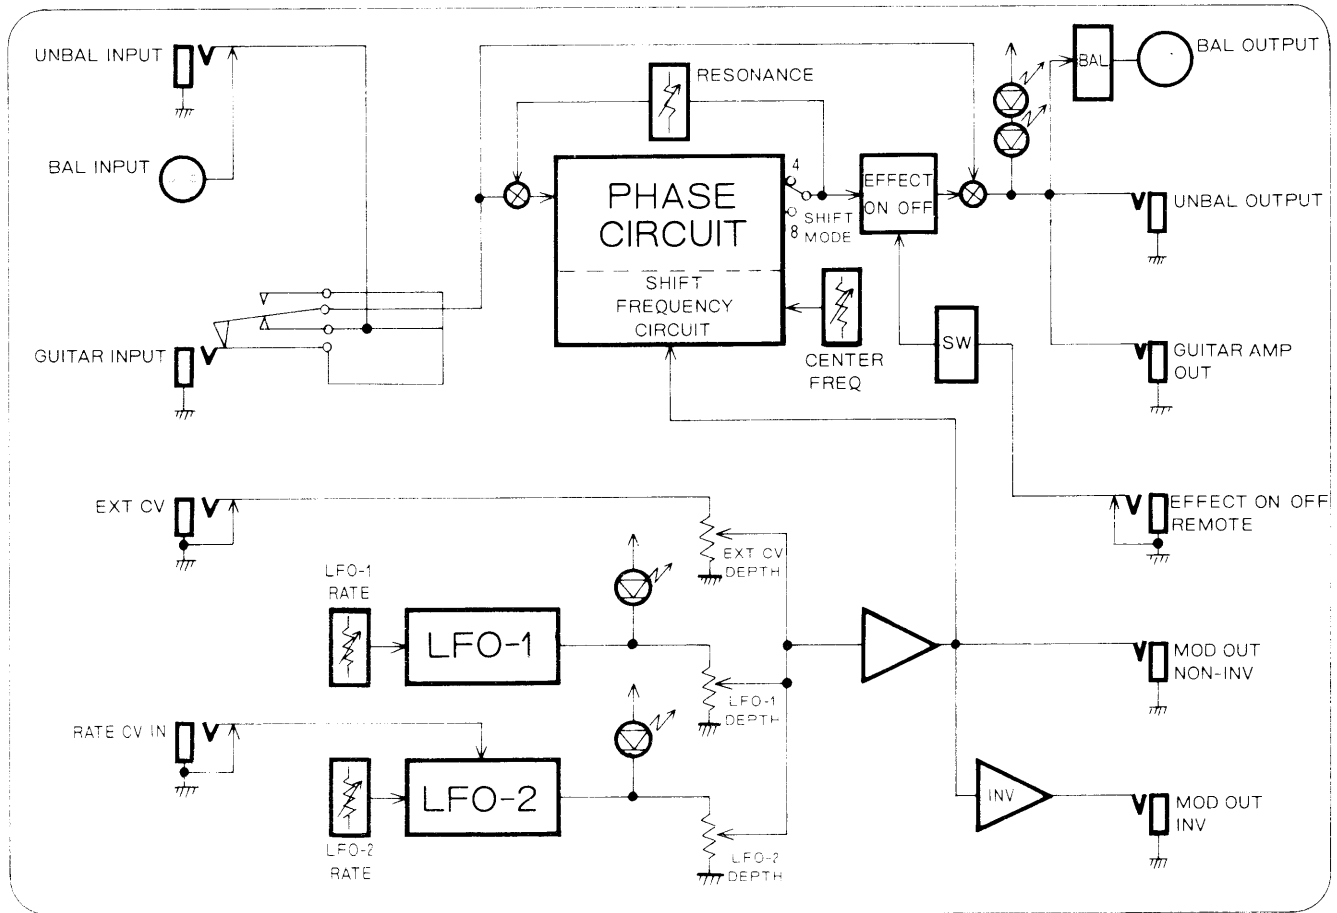 UNBAL INPUT
BAL INPUT
GUITAR INPUT
RESONANCE
PHASE
CIRCUIT
SHIFT
FREQUENCY
CIRCUIT
4
8
SHIFT
MODE
EFFECT
ON OFF
CENTER
FREQ
SW
BAL
BAL OUTPUT
UNBAL OUTPUT
GUITAR AMP
OUT
EFFECT ON OFF
REMOTE
EXT CV
EXT CV
DEPTH
LFO-1
RATE
LFO-1
LFO-1
DEPTH
RATE CV IN
LFO-2
LFO-2
RATE
LFO-2
DEPTH
MOD OUT
NON-INV
INV
MOD OUT
INV